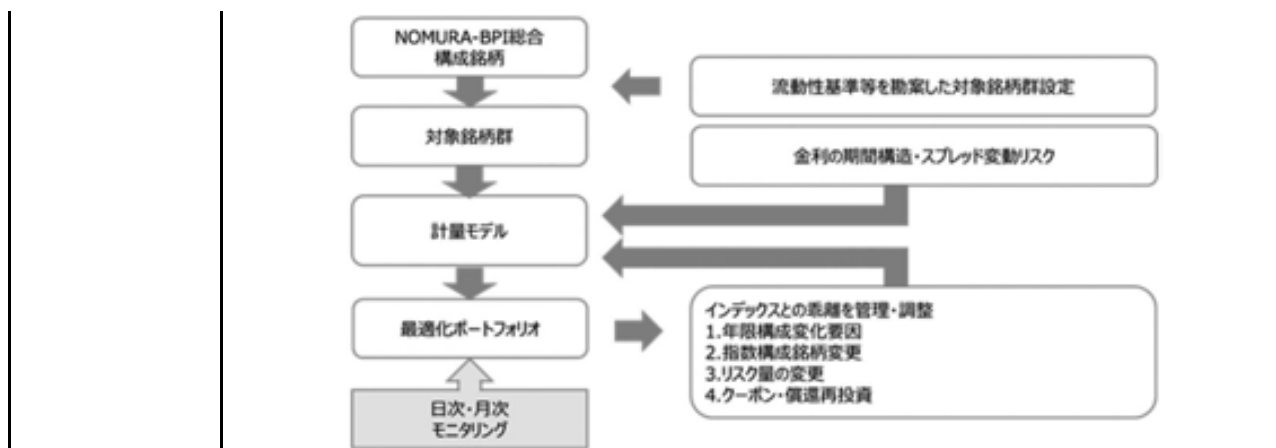 NOMURA-BPI総合
構成銘柄
流動性基準等を勘案した対象銘柄群設定
対象銘柄群
金利の期間構造・スプレッド変動リスク
計量モデル
最適化ポートフォリオ
インデックスとの乖離を管理・調整
1.年限構成変化要因
2.指数構成銘柄変更
3.リスク量の変更
4.クーポン・償還再投資
日次・月次
モニタリング